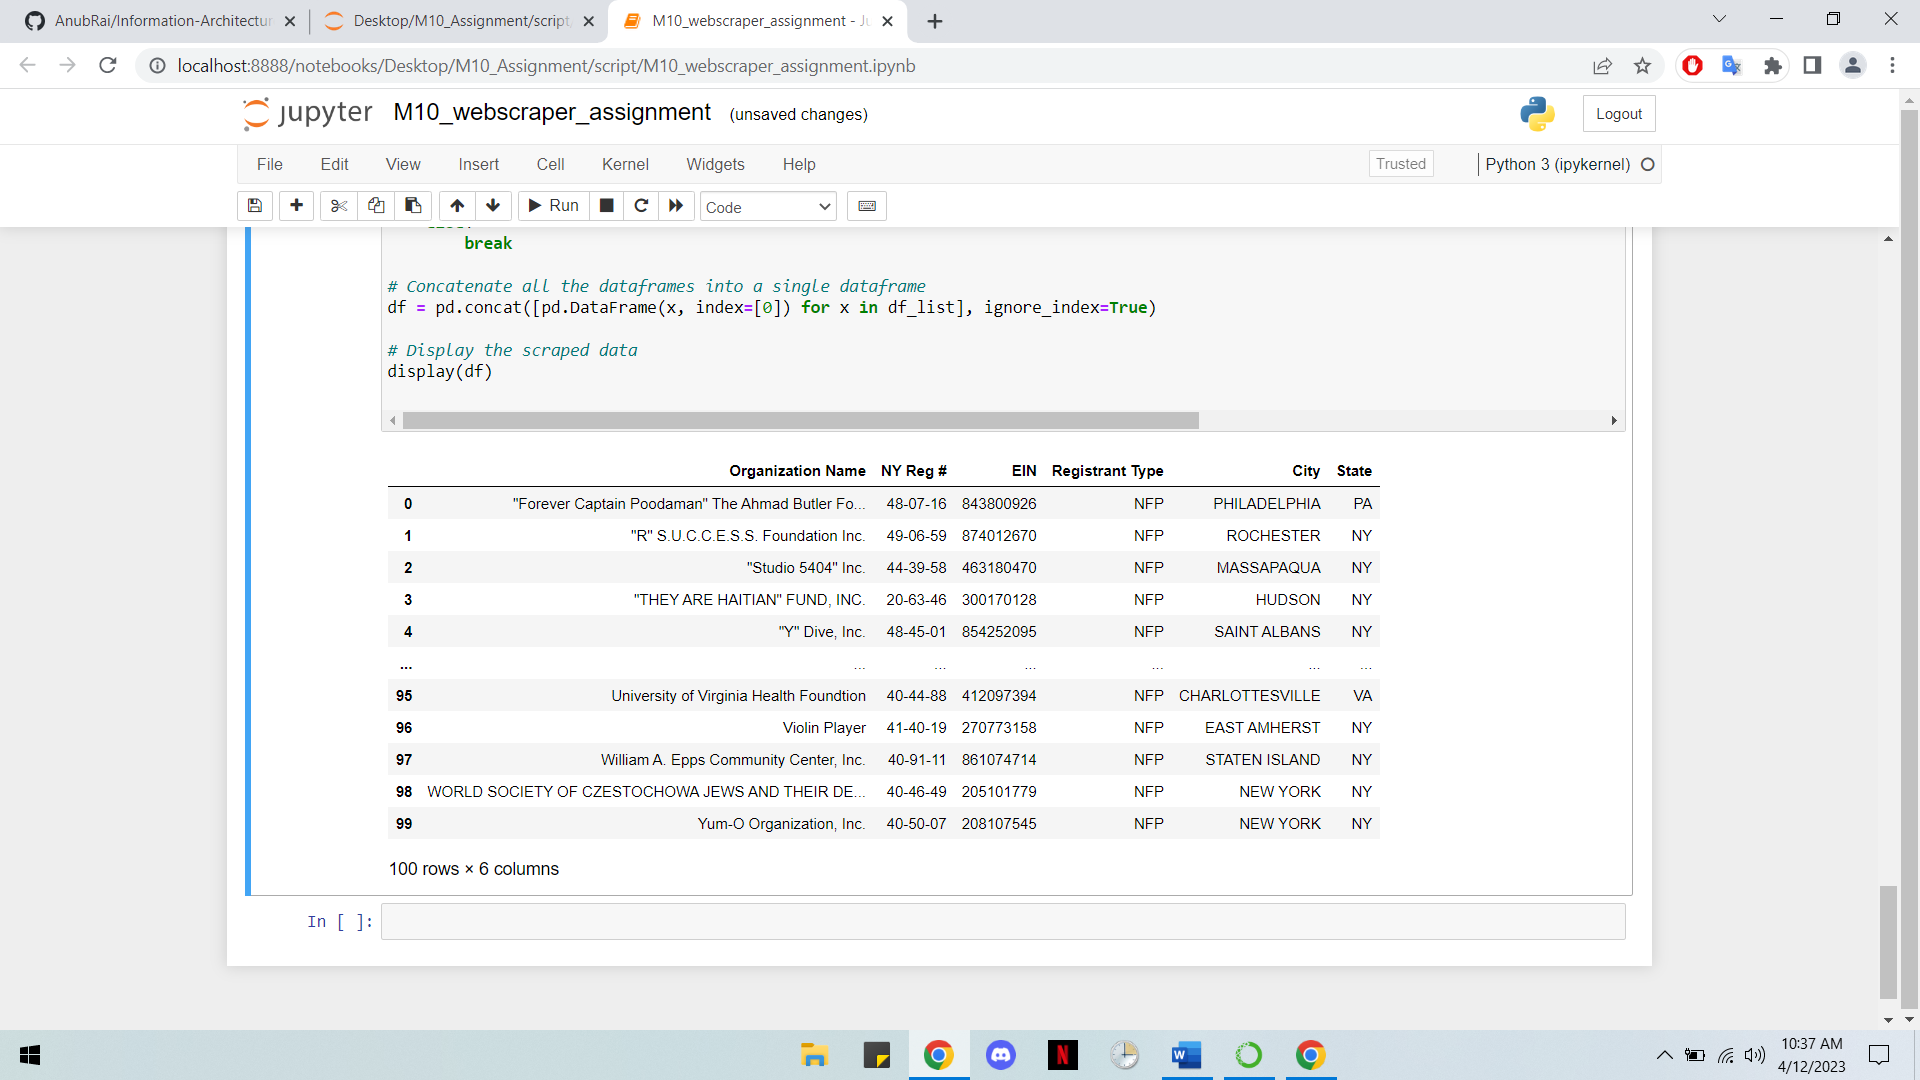 AnubRai/Information-Architectur
Desktop/M10_Assignment/script
M10_webscraper_assignment - Ju
localhost:8888/notebooks/Desktop/M10_Assignment/script/M10_webscraper_assignment.ipynb
jupyter M10_webscraper_assignment (unsaved changes)
Logout
File Edit View Insert Cell Kernel Widgets Help
Trusted
Python 3 (ipykernel)
Run
Code
break
# Concatenate all the dataframes into a single dataframe
df = pd.concat([pd.DataFrame(x, index=[0]) for x in df_list], ignore_index=True)
# Display the scraped data
display(df)
Organization Name NY Reg # EIN Registrant Type City State
0 "Forever Captain Poodaman" The Ahmad Butler Fo... 48-07-16 843800926 NFP PHILADELPHIA PA
1 "R" S.U.C.C.E.S.S. Foundation Inc. 49-06-59 874012670 NFP ROCHESTER NY
2 "Studio 5404" Inc. 44-39-58 463180470 NFP MASSAPAQUA NY
3 "THEY ARE HAITIAN" FUND, INC. 20-63-46 300170128 NFP HUDSON NY
4 "Y" Dive, Inc. 48-45-01 854252095 NFP SAINT ALBANS NY
... ... ... ... ... ... ...
95 University of Virginia Health Foundtion 40-44-88 412097394 NFP CHARLOTTESVILLE VA
96 Violin Player 41-40-19 270773158 NFP EAST AMHERST NY
97 William A. Epps Community Center, Inc. 40-91-11 861074714 NFP STATEN ISLAND NY
98 WORLD SOCIETY OF CZESTOCHOWA JEWS AND THEIR DE... 40-46-49 205101779 NFP NEW YORK NY
99 Yum-O Organization, Inc. 40-50-07 208107545 NFP NEW YORK NY
100 rows × 6 columns
In [ ]:
10:37 AM
4/12/2023